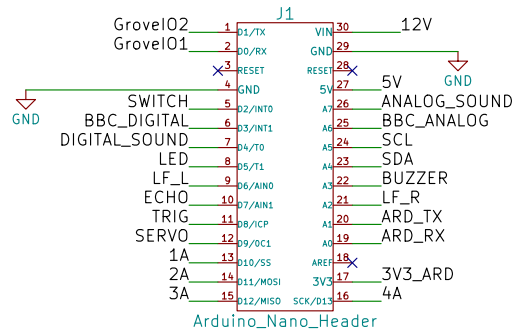 J1
GroveIO2 1 D1/TX VIN 30 12V
GroveIO1 2 D0/RX GND 29
3 RESET RESET 28 GND
4 GND 5V 27 5V
GND SWITCH 5 D2/INT0 A7 26 ANALOG_SOUND
BBC_DIGITAL 6 D3/INT1 A6 25 BBC_ANALOG
DIGITAL_SOUND 7 D4/T0 A5 24 SCL
LED 8 D5/T1 A4 23 SDA
LF_L 9 D6/AIN0 A3 22 BUZZER
ECHO 10 D7/AIN1 A2 21 LF_R
TRIG 11 D8/ICP A1 20 ARD_TX
SERVO 12 D9/OC1 A0 19 ARD_RX
1A 13 D10/SS AREF 18
2A 14 D11/MOSI 3V3 17 3V3_ARD
3A 15 D12/MISO SCK/D13 16 4A
Arduino_Nano_Header